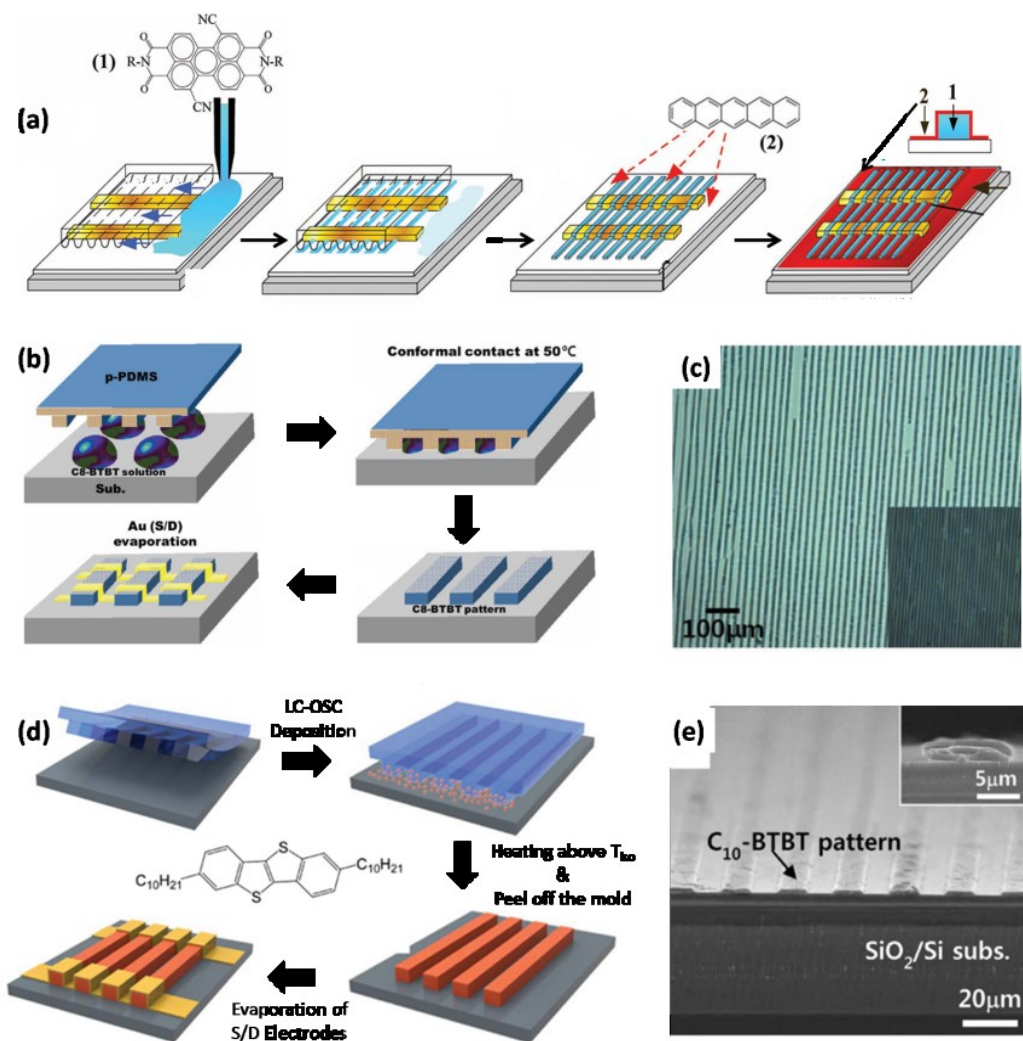 NC
(1)
R-N
O
O
O
O
N-R
CN
(a)
(2)
2
1
(b)
p-PDMS
C8-BTBT solution
Sub.
Conformal contact at 50℃
Au (S/D)
evaporation
C8-BTBT pattern
(c)
100μm
(d)
LC-OSC
Deposition
Heating above Tiso
&
Peel off the mold
C10H21
S
S
C10H21
Evaporation of
S/D Electrodes
(e)
5μm
C10-BTBT pattern
SiO2/Si subs.
20μm